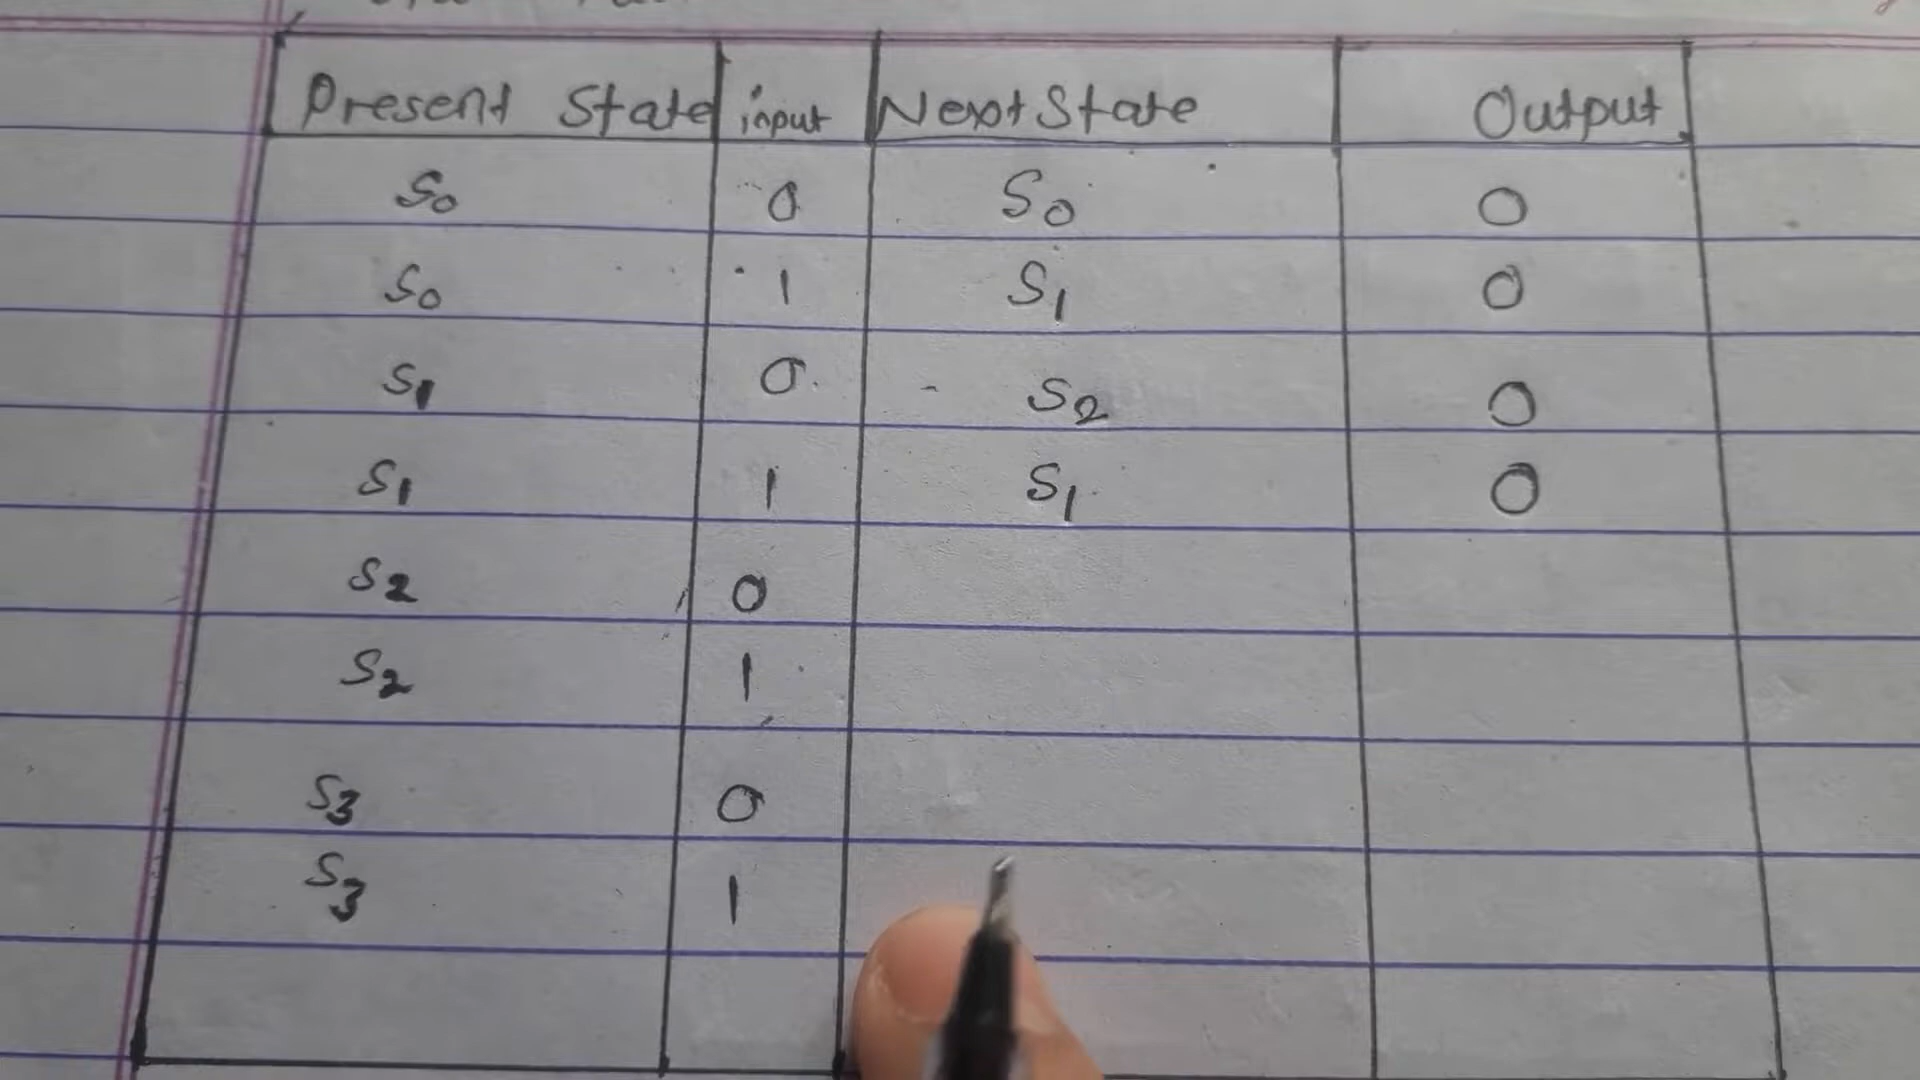 Present State input Next State Output
S0 0 S0 0
S0 1 S1 0
S1 0 S2 0
S1 1 S1 0
S2 0
S2 1
S3 0
S3 1